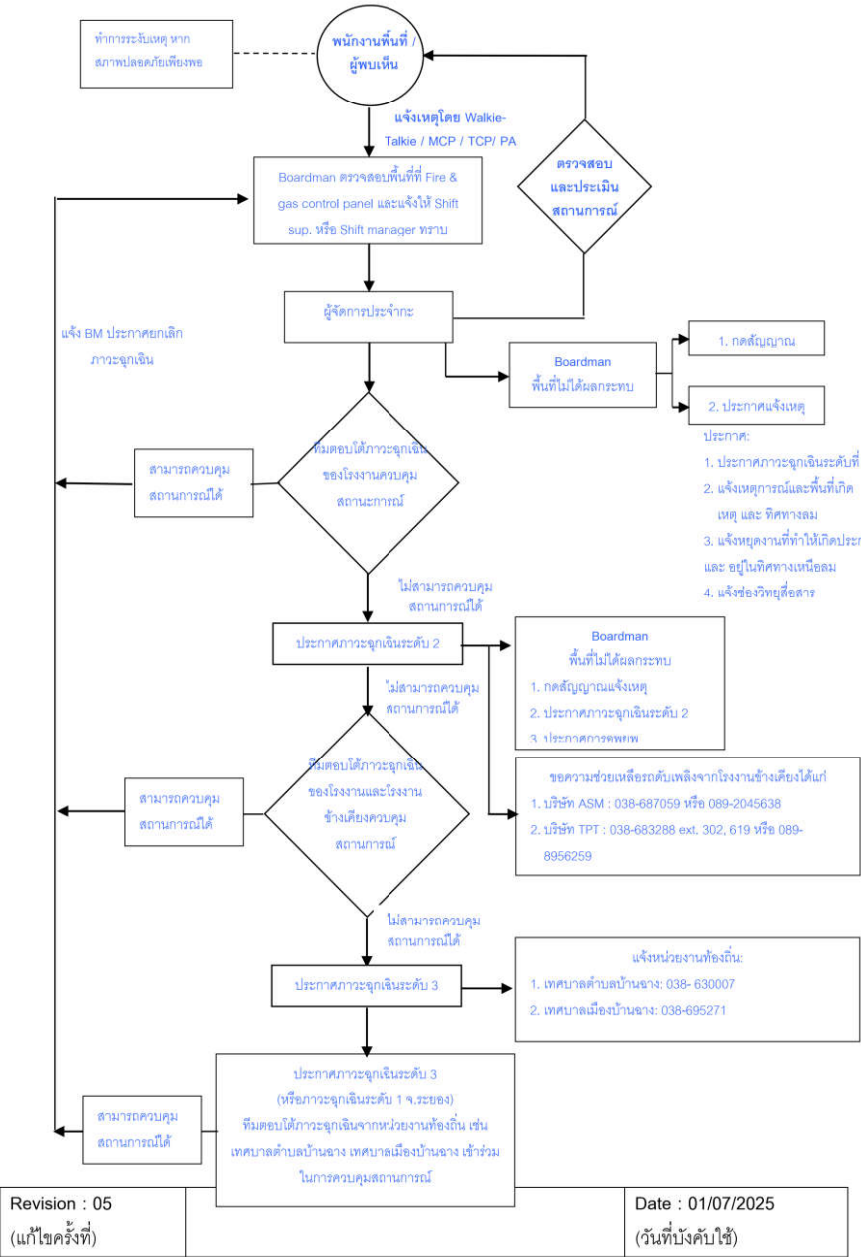 ทำการระงับเหตุ หาก
สภาพปลอดภัยเพียงพอ
พนักงานพื้นที่ /
ผู้พบเห็น
แจ้งเหตุโดย Walkie-
Talkie / MCP / TCP/ PA
ตรวจสอบ
และประเมิน
สถานการณ์
Boardman ตรวจสอบพื้นที่ที่ Fire &
gas control panel และแจ้งให้ Shift
sup. หรือ Shift manager ทราบ
ผู้จัดการประจำกะ
แจ้ง BM ประกาศยกเลิก
ภาวะฉุกเฉิน
Boardman
พื้นที่ไม่ได้ผลกระทบ
1. กดสัญญาณ
2. ประกาศแจ้งเหตุ
ประกาศ:
1. ประกาศภาวะฉุกเฉินระดับที่
2. แจ้งเหตุการณ์และพื้นที่เกิด
เหตุ และ ทิศทางลม
3. แจ้งหยุดงานที่ทำให้เกิดประก
และ อยู่ในทิศทางเหนือลม
4. แจ้งช่องวิทยุสื่อสาร
ทีมตอบโต้ภาวะฉุกเฉิน
ของโรงงานควบคุม
สถานะการณ์
สามารถควบคุม
สถานการณ์ได้
ไม่สามารถควบคุม
สถานการณ์ได้
ประกาศภาวะฉุกเฉินระดับ 2
Boardman
พื้นที่ไม่ได้ผลกระทบ
1. กดสัญญาณแจ้งเหตุ
2. ประกาศภาวะฉุกเฉินระดับ 2
3. ประกาศการอพยพ
ไม่สามารถควบคุม
สถานการณ์ได้
ทีมตอบโต้ภาวะฉุกเฉิน
ของโรงงานและโรงงาน
ข้างเคียงควบคุม
สถานการณ์
สามารถควบคุม
สถานการณ์ได้
ขอความช่วยเหลือรถดับเพลิงจากโรงงานข้างเคียงได้แก่
1. บริษัท ASM : 038-687059 หรือ 089-2045638
2. บริษัท TPT : 038-683288 ext. 302, 619 หรือ 089-
8956259
ไม่สามารถควบคุม
สถานการณ์ได้
ประกาศภาวะฉุกเฉินระดับ 3
แจ้งหน่วยงานท้องถิ่น:
1. เทศบาลตำบลบ้านฉาง: 038- 630007
2. เทศบาลเมืองบ้านฉาง: 038-695271
ประกาศภาวะฉุกเฉินระดับ 3
(หรือภาวะฉุกเฉินระดับ 1 จ.ระยอง)
ทีมตอบโต้ภาวะฉุกเฉินจากหน่วยงานท้องถิ่น เช่น
เทศบาลตำบลบ้านฉาง เทศบาลเมืองบ้านฉาง เข้าร่วม
ในการควบคุมสถานการณ์
สามารถควบคุม
สถานการณ์ได้
Revision : 05
(แก้ไขครั้งที่)
Date : 01/07/2025
(วันที่บังคับใช้)